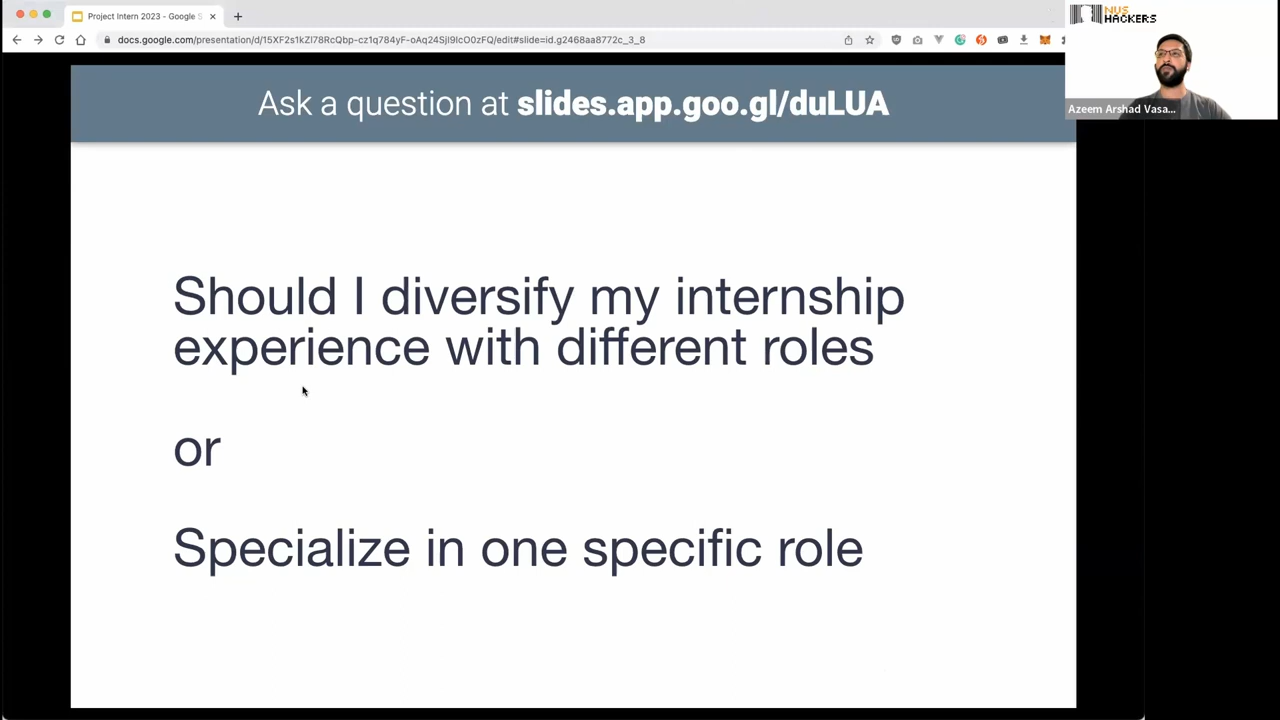 Project Intern 2023 - Google S
NUS
HACKERS
docs.google.com/presentation/d/15XF2s1kZl78RcQbp-cz1q784yF-oAq24SjI9IcO0zFQ/edit#slide=id.g2468aa8772c_3_8
Azeem Arshad Vasa...
Ask a question at slides.app.goo.gl/duLUA
Should I diversify my internship
experience with different roles
or
Specialize in one specific role